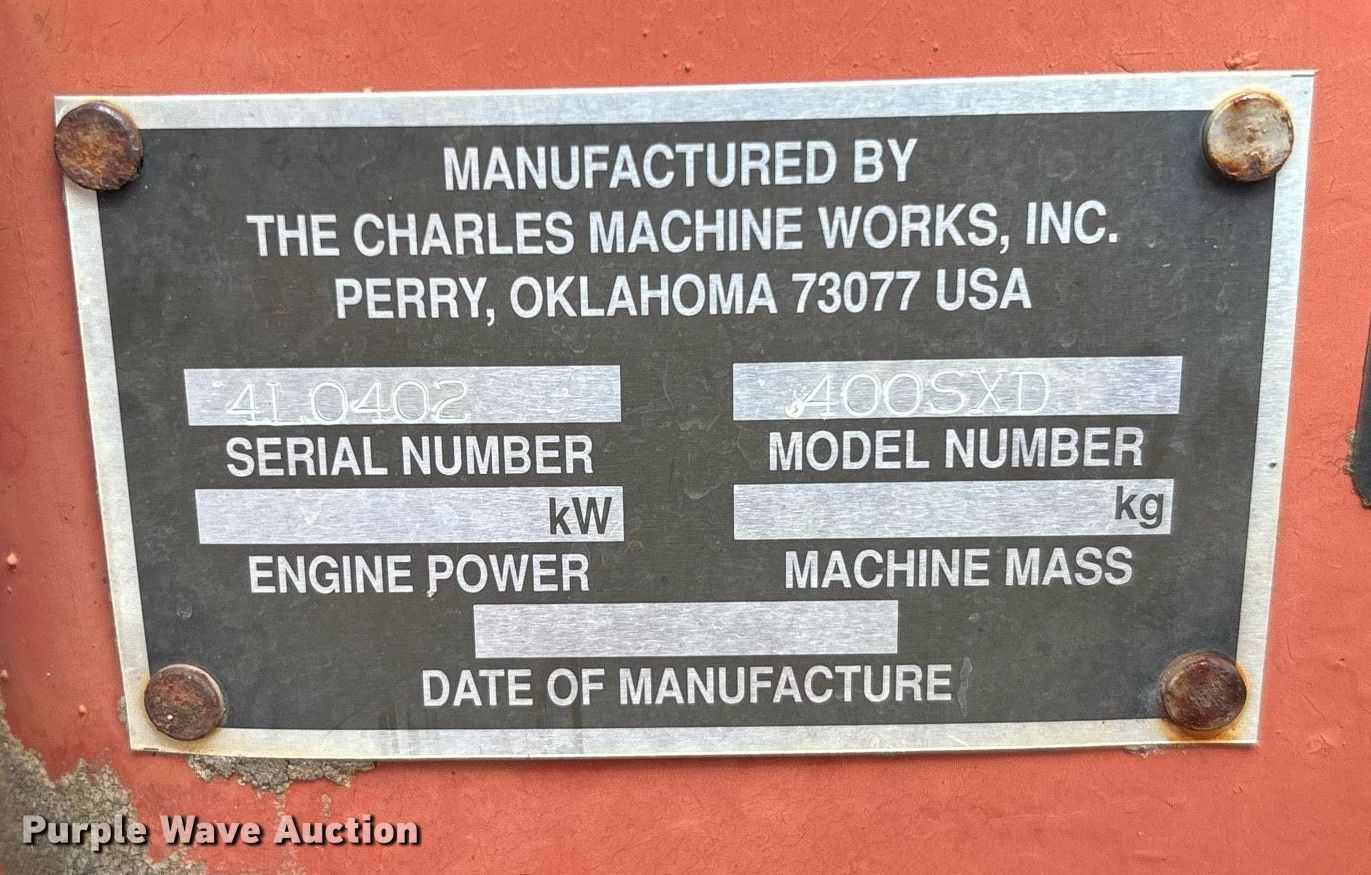 MANUFACTURED BY
THE CHARLES MACHINE WORKS, INC.
PERRY, OKLAHOMA 73077 USA
4L0402 400SXD
SERIAL NUMBER MODEL NUMBER
kW kg
ENGINE POWER MACHINE MASS
DATE OF MANUFACTURE
Purple Wave Auction